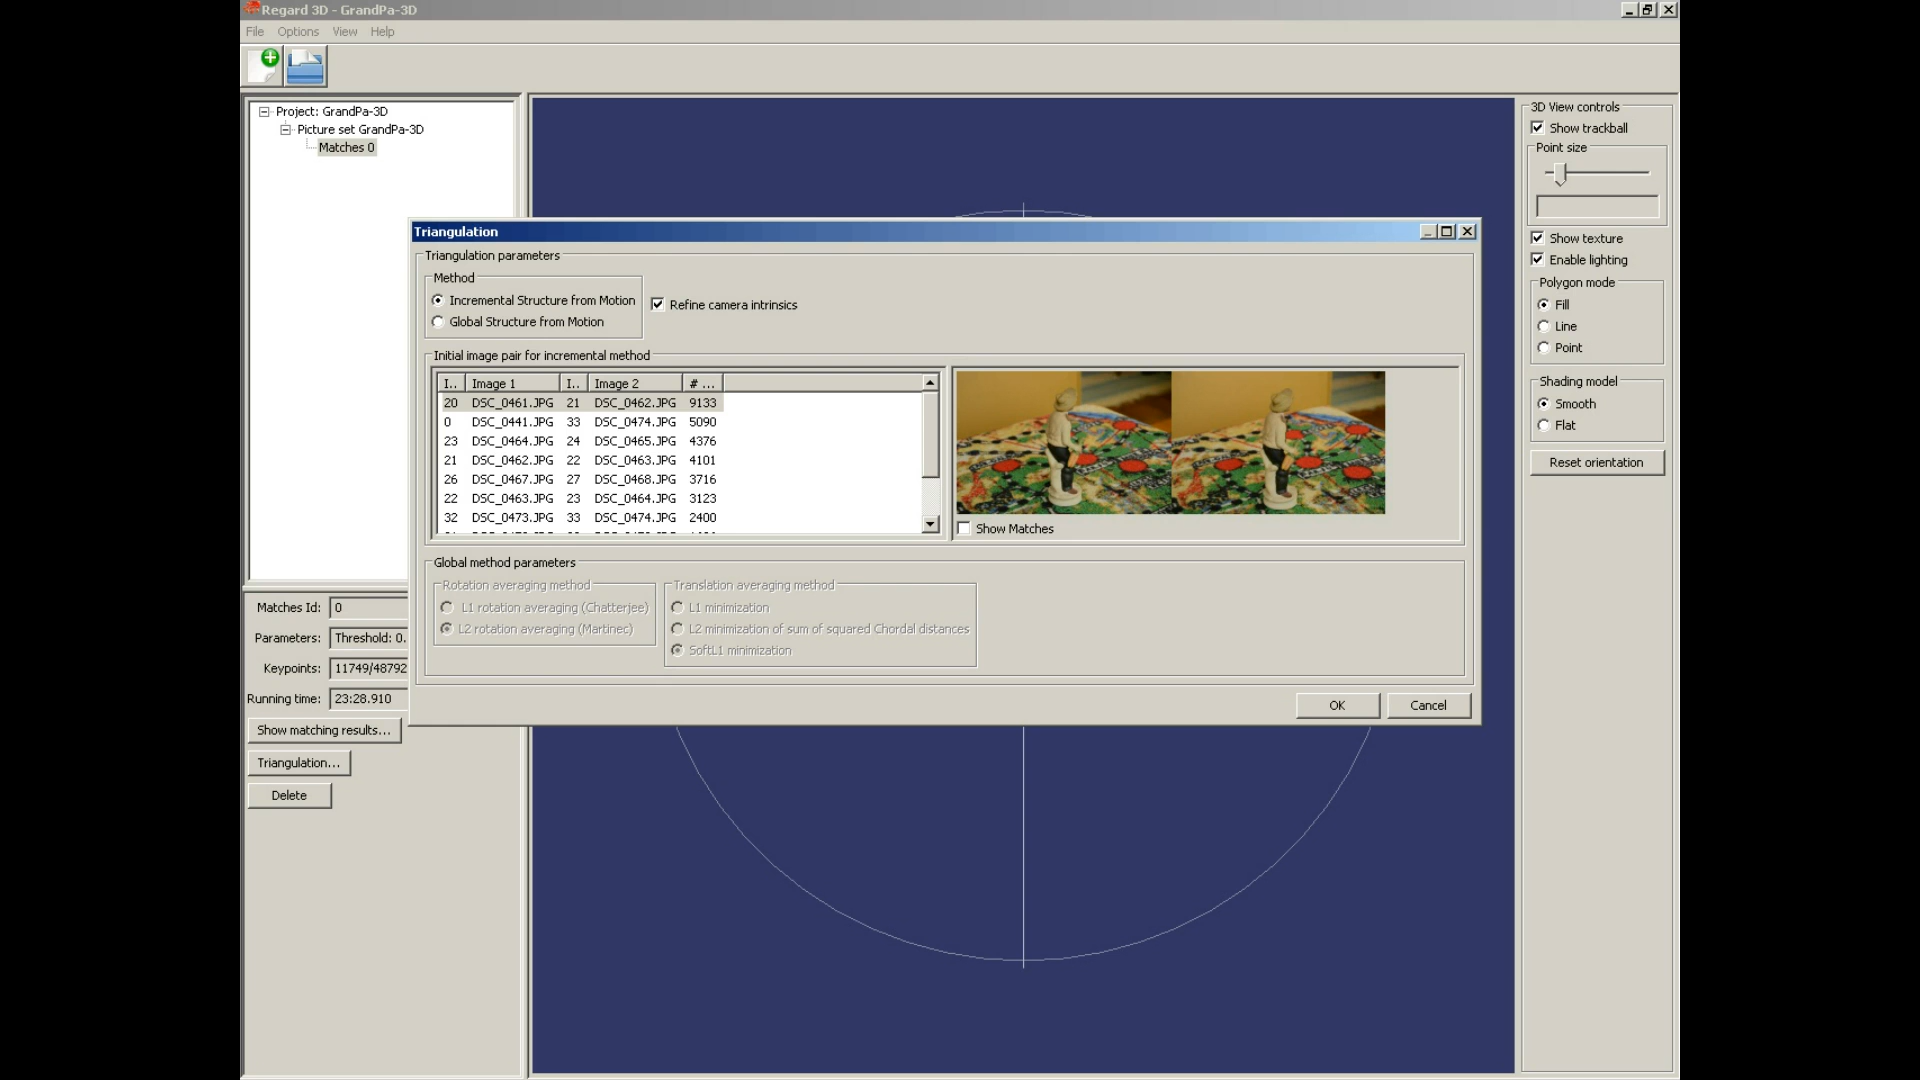 Regard 3D - GrandPa-3D
File Options View Help
Project: GrandPa-3D
Picture set GrandPa-3D
Matches 0
Matches Id: 0
Parameters: Threshold: 0.
Keypoints: 11749/48792
Running time: 23:28.910
Show matching results...
Triangulation...
Delete
Triangulation
Triangulation parameters
Method
Incremental Structure from Motion
Global Structure from Motion
Refine camera intrinsics
Initial image pair for incremental method
I.. Image 1 I.. Image 2 # ...
20 DSC_0461.JPG 21 DSC_0462.JPG 9133
0 DSC_0441.JPG 33 DSC_0474.JPG 5090
23 DSC_0464.JPG 24 DSC_0465.JPG 4376
21 DSC_0462.JPG 22 DSC_0463.JPG 4101
26 DSC_0467.JPG 27 DSC_0468.JPG 3716
22 DSC_0463.JPG 23 DSC_0464.JPG 3123
32 DSC_0473.JPG 33 DSC_0474.JPG 2400
Show Matches
Global method parameters
Rotation averaging method
L1 rotation averaging (Chatterjee)
L2 rotation averaging (Martinec)
Translation averaging method
L1 minimization
L2 minimization of sum of squared Chordal distances
SoftL1 minimization
OK
Cancel
3D View controls
Show trackball
Point size
Show texture
Enable lighting
Polygon mode
Fill
Line
Point
Shading model
Smooth
Flat
Reset orientation